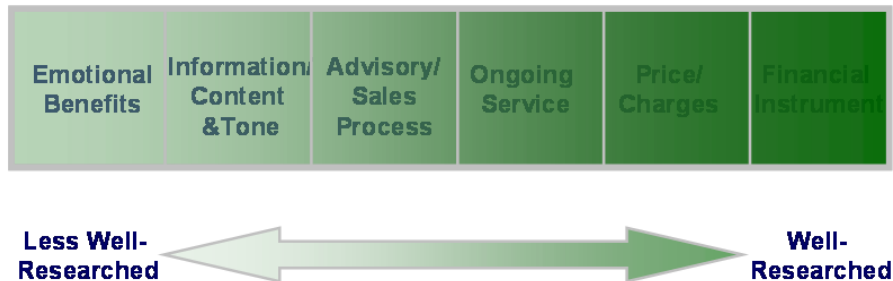 Emotional
Benefits
Information/
Content
&Tone
Advisory/
Sales
Process
Ongoing
Service
Price/
Charges
Financial
Instrument
Less Well-
Researched
Well-
Researched